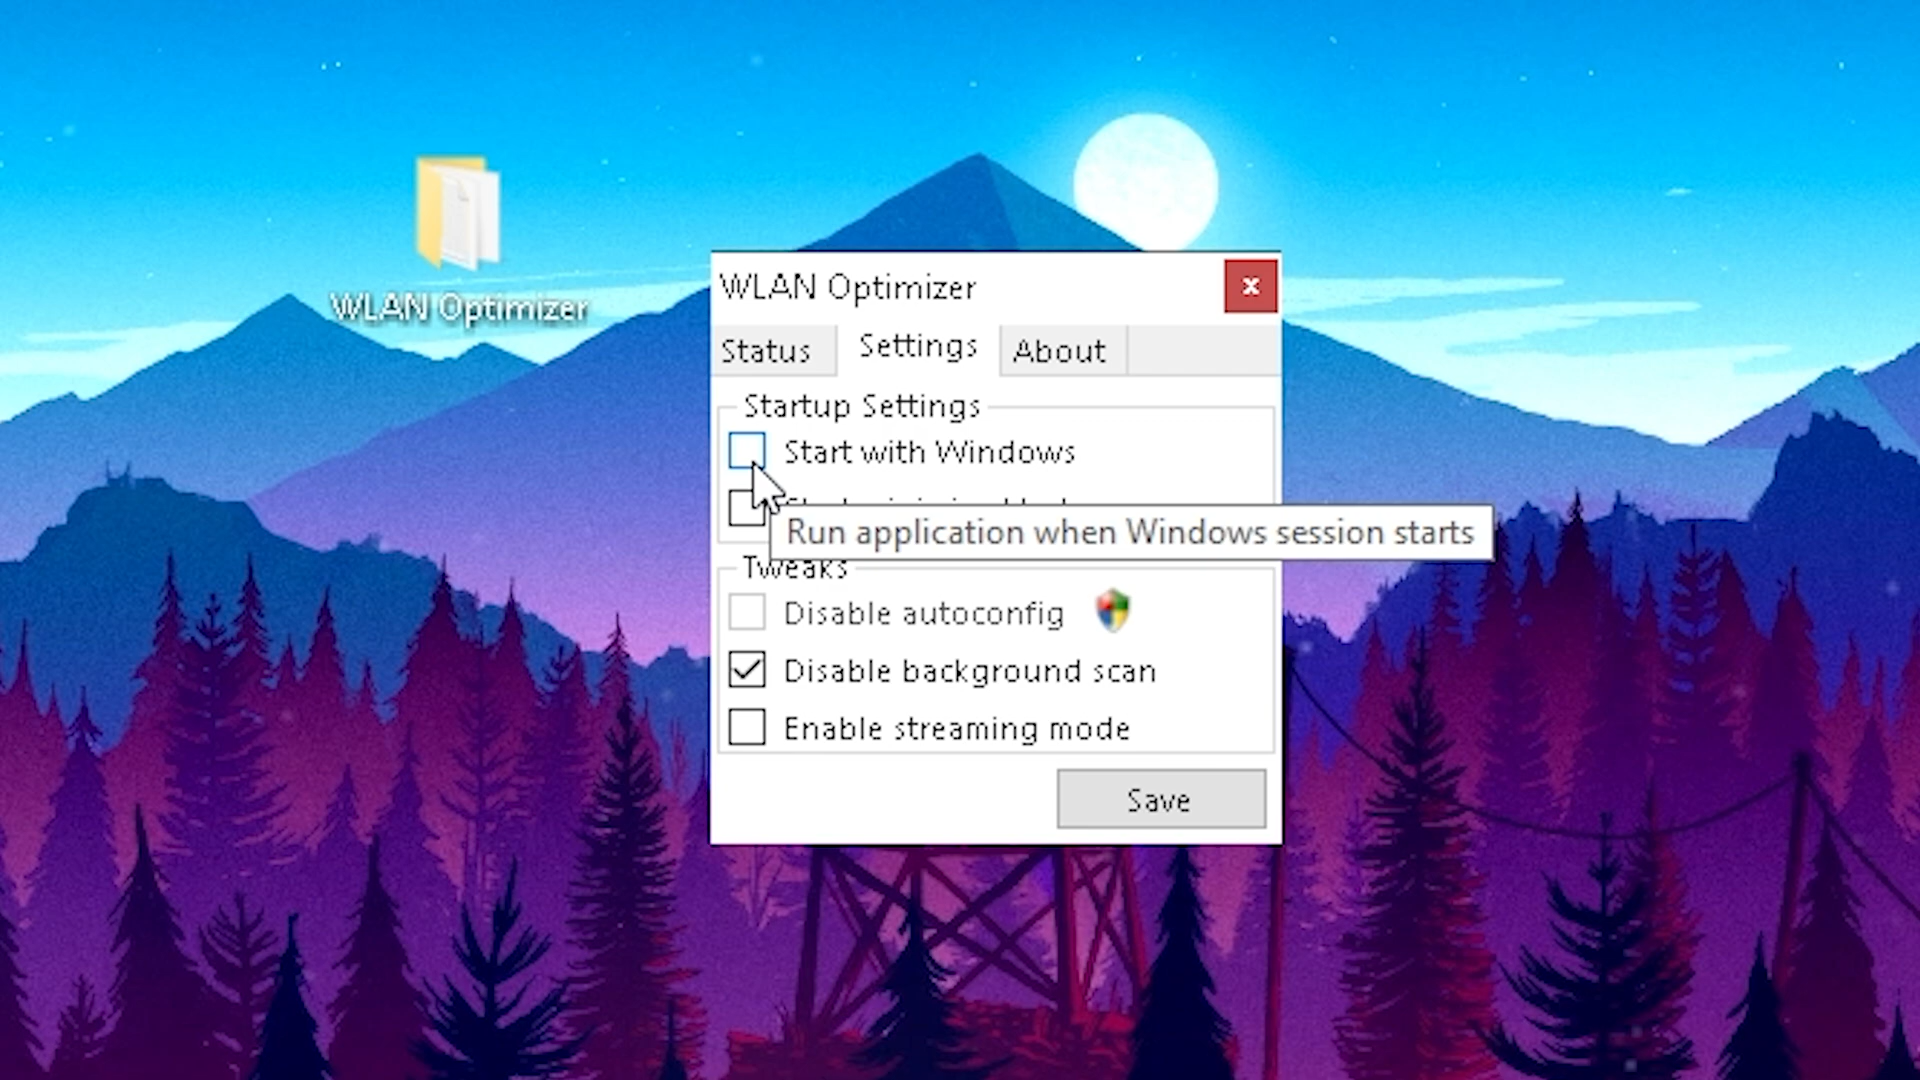 WLAN Optimizer
WLAN Optimizer
x
Status
Settings
About
Startup Settings
Start with Windows
Run application when Windows session starts
Tweaks
Disable autoconfig
Disable background scan
Enable streaming mode
Save